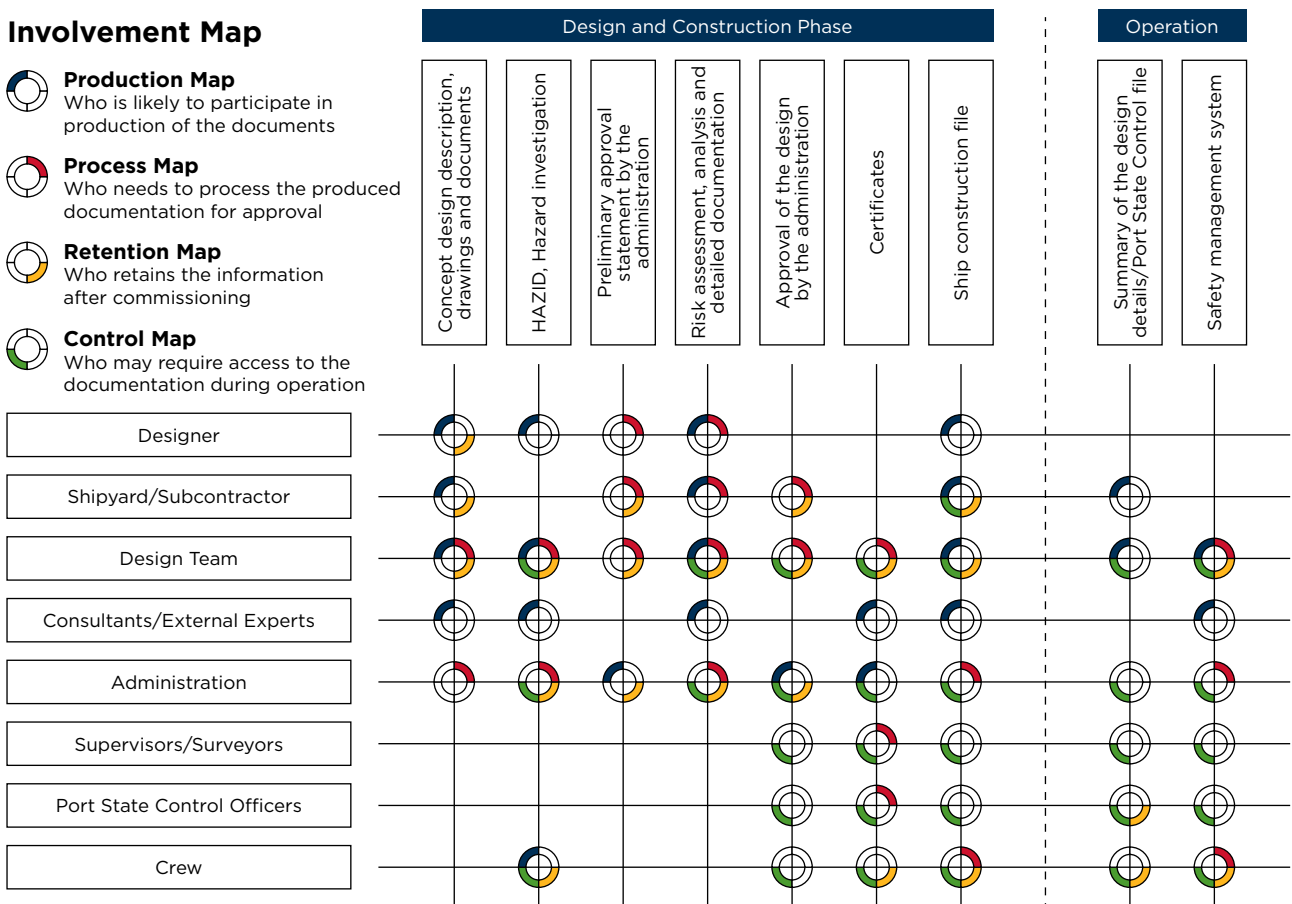 Involvement Map
Production Map
Who is likely to participate in
production of the documents
Process Map
Who needs to process the produced
documentation for approval
Retention Map
Who retains the information
after commissioning
Control Map
Who may require access to the
documentation during operation
Design and Construction Phase
Operation
Concept design description,
drawings and documents
HAZID, Hazard investigation
Preliminary approval
statement by the
administration
Risk assessment, analysis and
detailed documentation
Approval of the design
by the administration
Certificates
Ship construction file
Summary of the design
details/Port State Control file
Safety management system
Designer
Shipyard/Subcontractor
Design Team
Consultants/External Experts
Administration
Supervisors/Surveyors
Port State Control Officers
Crew